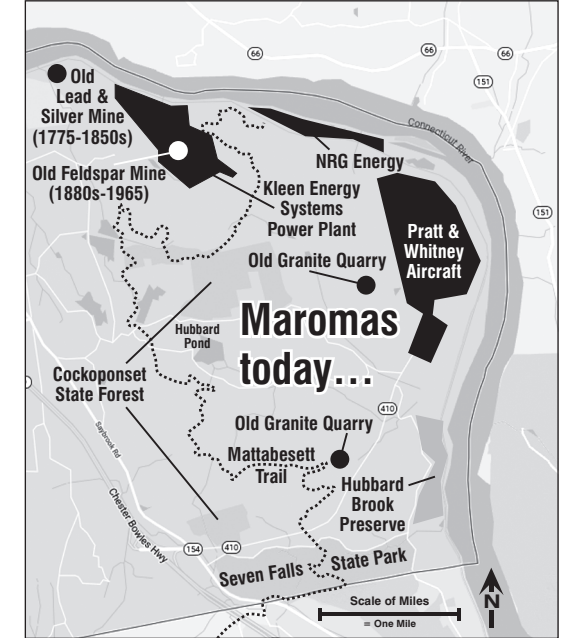 66
66
66
151
Old
Lead &
Silver Mine
(1775-1850s)
Connecticut River
NRG Energy
Old Feldspar Mine
(1880s-1965)
Kleen Energy
Systems
Power Plant
151
Pratt &
Whitney
Aircraft
Old Granite Quarry
Maromas
today…
Hubbard
Pond
Cockoponset
State Forest
410
Old Granite Quarry
Saybrook Rd
Mattabesett
Trail
Hubbard
Brook
Preserve
Chester Bowles Hwy
154
410
Seven Falls State Park
Scale of Miles
= One Mile
N